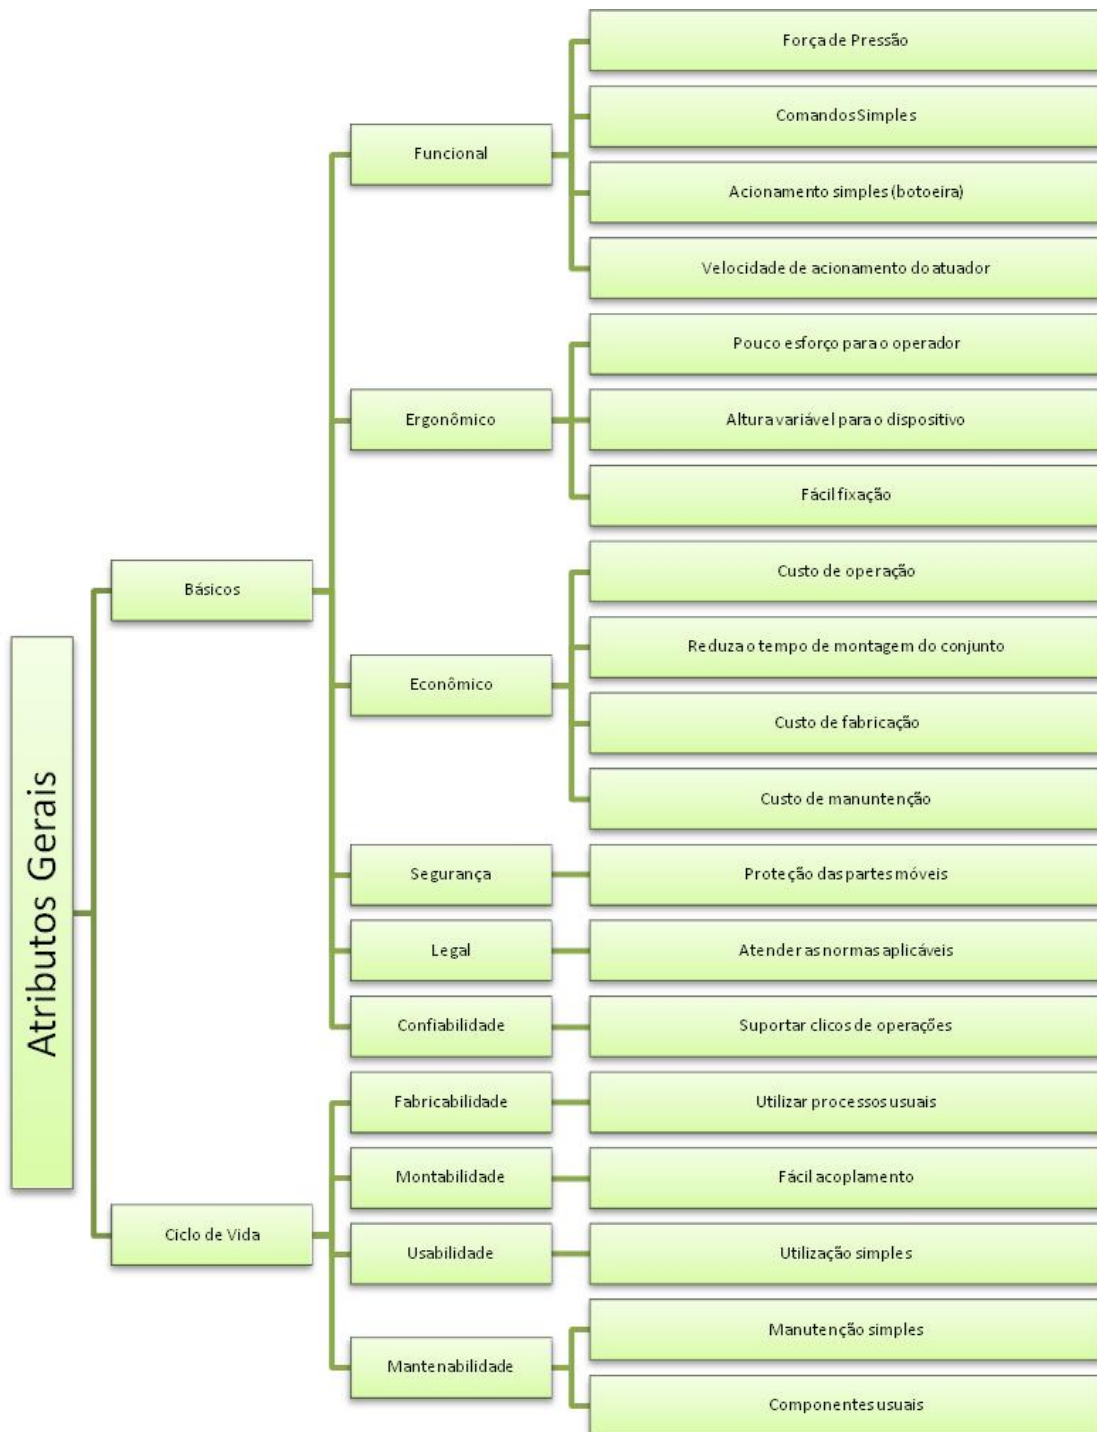 Atributos Gerais
Básicos
Funcional
Força de Pressão
Comandos Simples
Acionamento simples (botoeira)
Velocidade de acionamento do atuador
Ergonômico
Pouco esforço para o operador
Altura variável para o dispositivo
Fácil fixação
Econômico
Custo de operação
Reduza o tempo de montagem do conjunto
Custo de fabricação
Custo de manuntenção
Segurança
Proteção das partes móveis
Legal
Atender as normas aplicáveis
Confiabilidade
Suportar clicos de operações
Ciclo de Vida
Fabricabilidade
Utilizar processos usuais
Montabilidade
Fácil acoplamento
Usabilidade
Utilização simples
Mantenabilidade
Manutenção simples
Componentes usuais